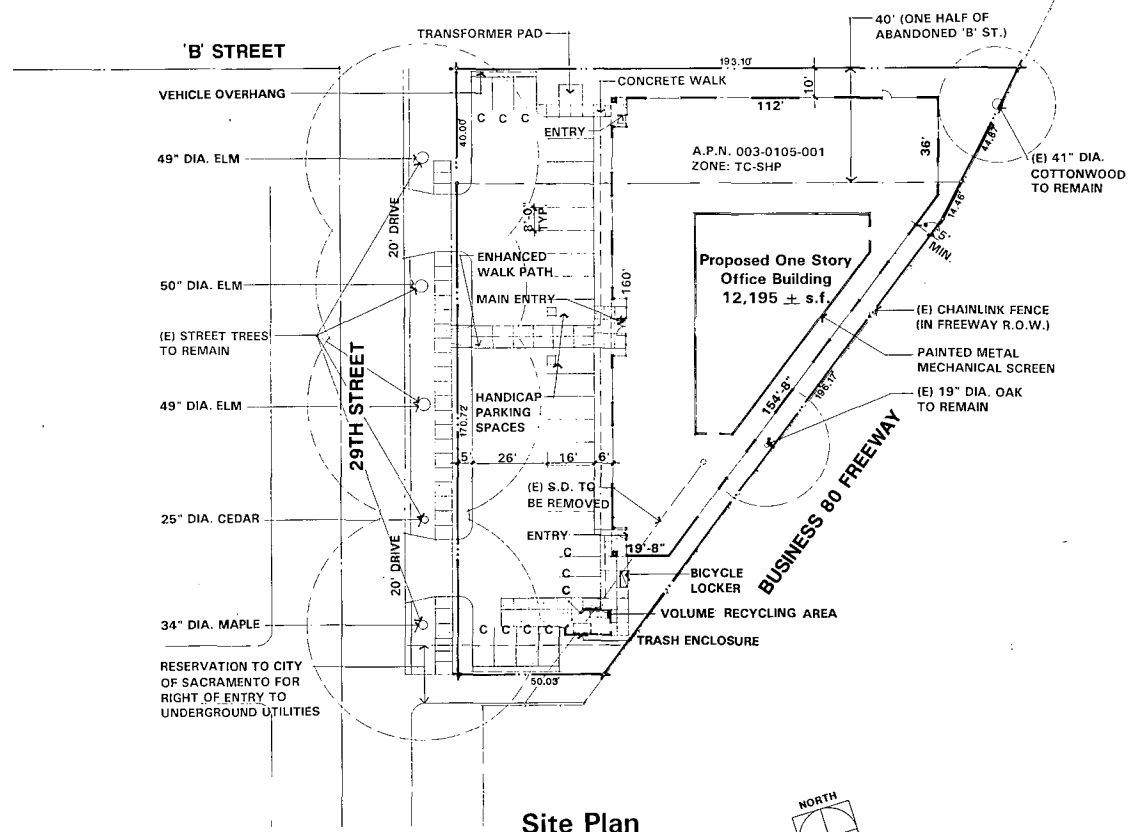 40' (ONE HALF OF
ABANDONED 'B' ST.)
TRANSFORMER PAD
'B' STREET
193.10'
CONCRETE WALK
10'
VEHICLE OVERHANG
112'
C C C
ENTRY
40.00'
36'
44.87'
A.P.N. 003-0105-001
ZONE: TC-SHP
49" DIA. ELM
(E) 41" DIA.
COTTONWOOD
TO REMAIN
14.46'
20' DRIVE
8'-0"
TYP.
5'
MIN.
ENHANCED
WALK PATH
Proposed One Story
Office Building
12,195 ± s.f.
160'
50" DIA. ELM
MAIN ENTRY
(E) CHAINLINK FENCE
(IN FREEWAY R.O.W.)
(E) STREET TREES
TO REMAIN
PAINTED METAL
MECHANICAL SCREEN
29TH STREET
196.17'
154'-8"
(E) 19" DIA. OAK
TO REMAIN
HANDICAP
PARKING
SPACES
49" DIA. ELM
170.72'
5' 26' 16' 6'
BUSINESS 80 FREEWAY
(E) S.D. TO
BE REMOVED
25" DIA. CEDAR
ENTRY
19'-8"
20' DRIVE
C
C
C
BICYCLE
LOCKER
VOLUME RECYCLING AREA
34" DIA. MAPLE
C C C C
TRASH ENCLOSURE
RESERVATION TO CITY
OF SACRAMENTO FOR
RIGHT OF ENTRY TO
UNDERGROUND UTILITIES
50.03'
NORTH
Site Plan